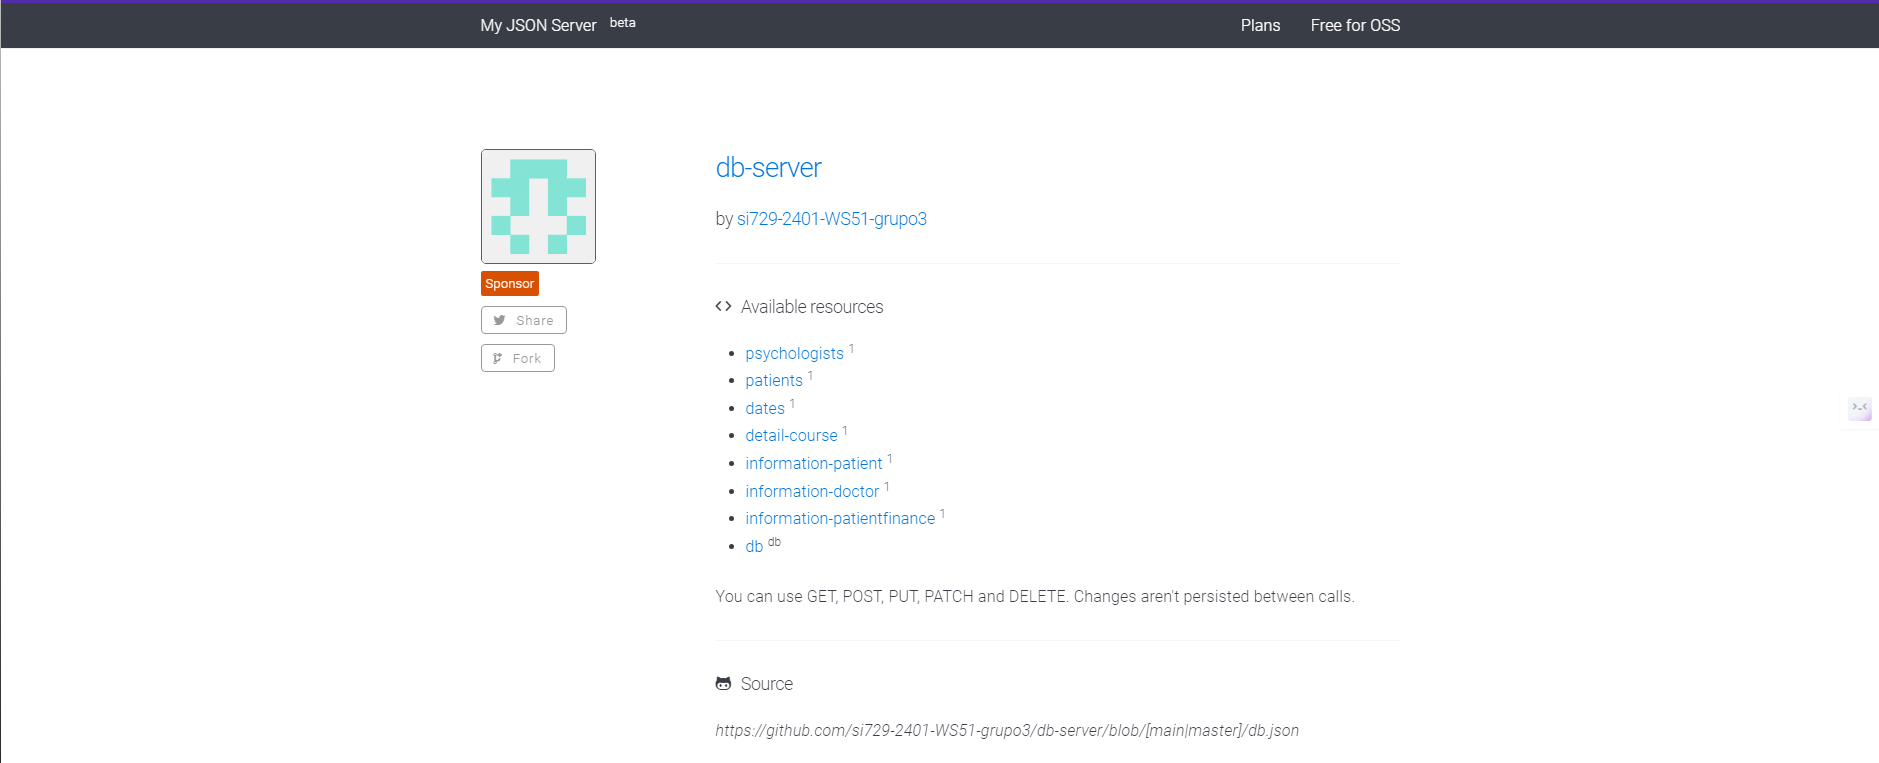 My JSON Server beta Plans Free for OSS
db-server
by si729-2401-WS51-grupo3
Sponsor
Share
Fork
Available resources
psychologists 1
patients 1
dates 1
detail-course 1
information-patient 1
information-doctor 1
information-patientfinance 1
db db
You can use GET, POST, PUT, PATCH and DELETE. Changes aren't persisted between calls.
Source
https://github.com/si729-2401-WS51-grupo3/db-server/blob/[main|master]/db.json